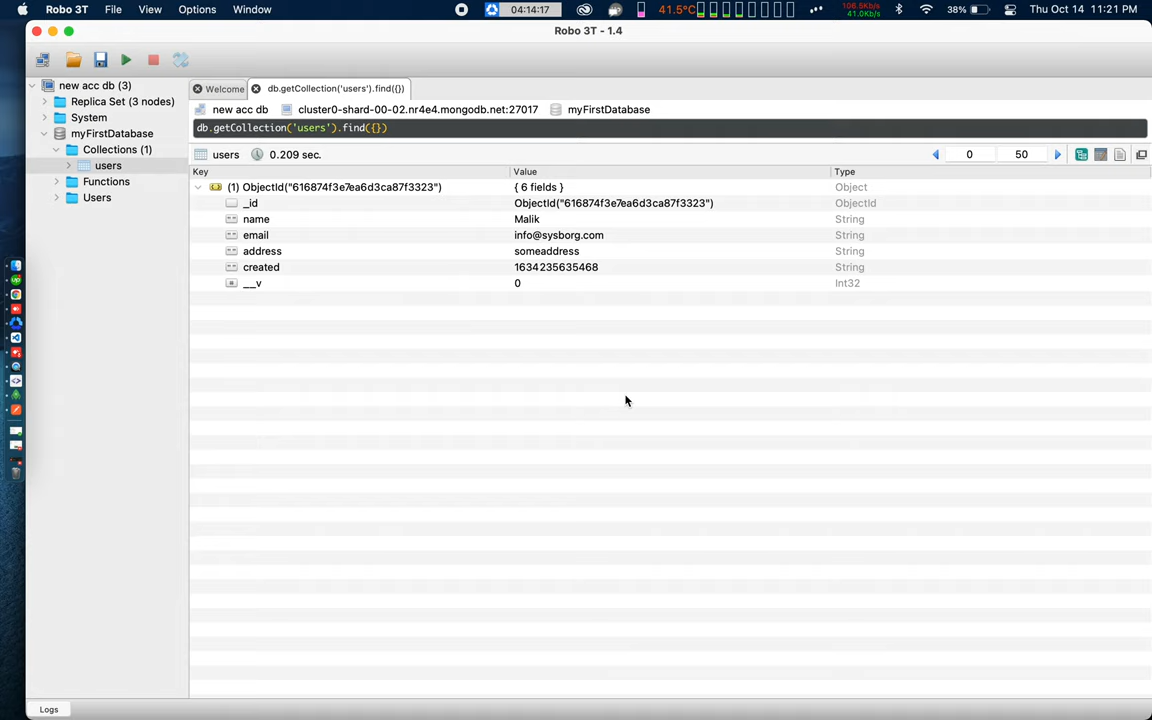 Robo 3T File View Options Window 04:14:17 41.5°C 106.5Kb/s 41.0Kb/s 38% Thu Oct 14 11:21 PM
Robo 3T - 1.4
new acc db (3)
Replica Set (3 nodes)
System
myFirstDatabase
Collections (1)
users
Functions
Users
Welcome db.getCollection('users').find({})
new acc db cluster0-shard-00-02.nr4e4.mongodb.net:27017 myFirstDatabase
db.getCollection('users').find({})
users 0.209 sec. 0 50
Key Value Type
(1) ObjectId("616874f3e7ea6d3ca87f3323") { 6 fields } Object
_id ObjectId("616874f3e7ea6d3ca87f3323") ObjectId
name Malik String
email info@sysborg.com String
address someaddress String
created 1634235635468 String
__v 0 Int32
Logs